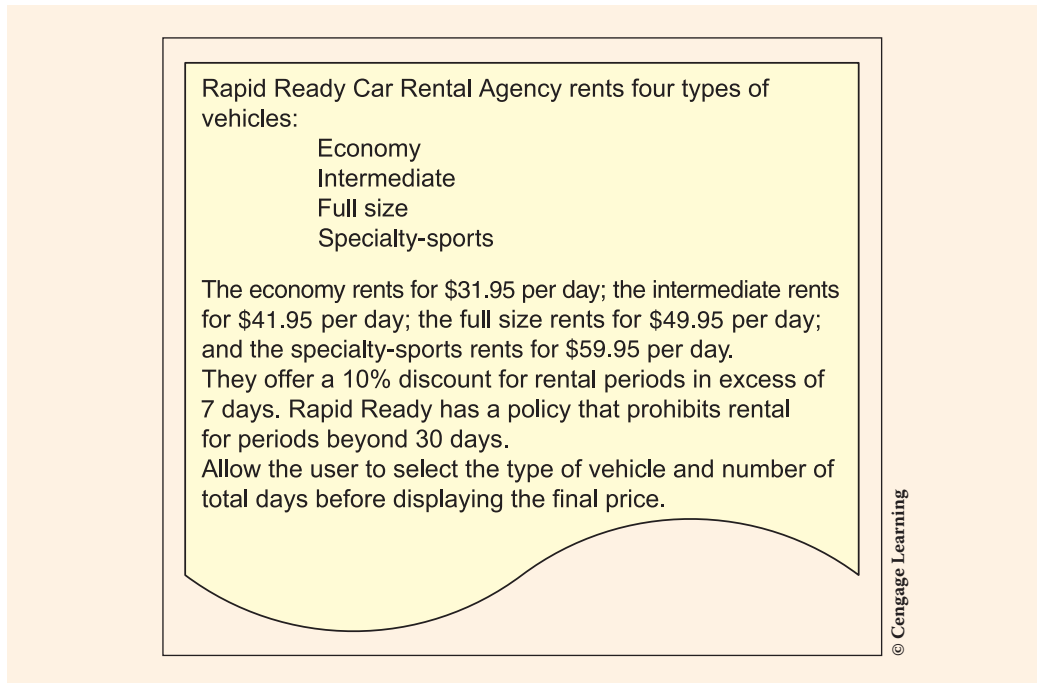 Rapid Ready Car Rental Agency rents four types of
vehicles:
Economy
Intermediate
Full size
Specialty-sports
The economy rents for $31.95 per day; the intermediate rents
for $41.95 per day; the full size rents for $49.95 per day;
and the specialty-sports rents for $59.95 per day.
They offer a 10% discount for rental periods in excess of
7 days. Rapid Ready has a policy that prohibits rental
for periods beyond 30 days.
Allow the user to select the type of vehicle and number of
total days before displaying the final price.
© Cengage Learning